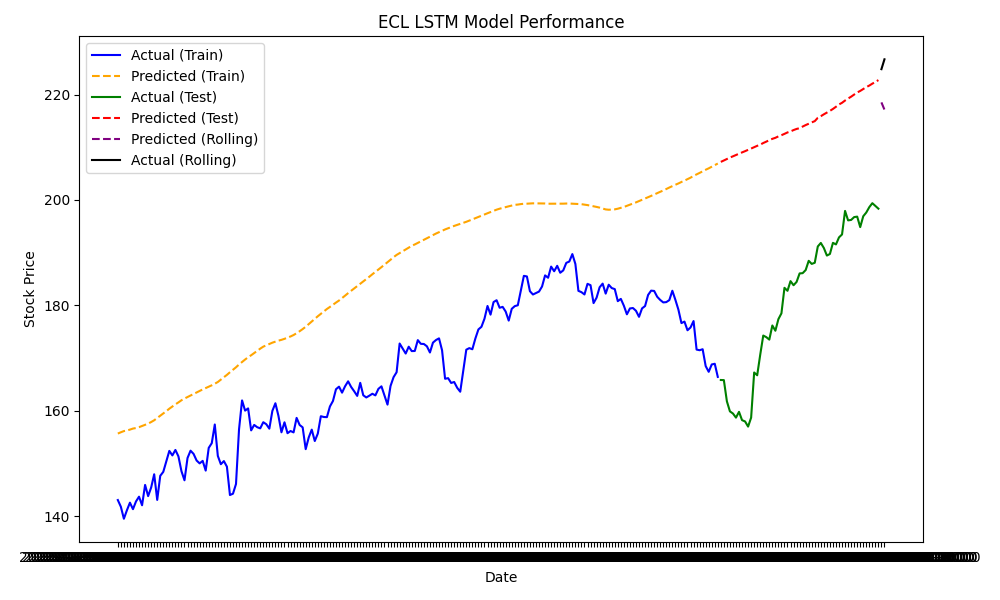 ECL LSTM Model Performance
Actual (Train)
Predicted (Train)
Actual (Test)
Predicted (Test)
Predicted (Rolling)
Actual (Rolling)
Stock Price
220
200
180
160
140
Date